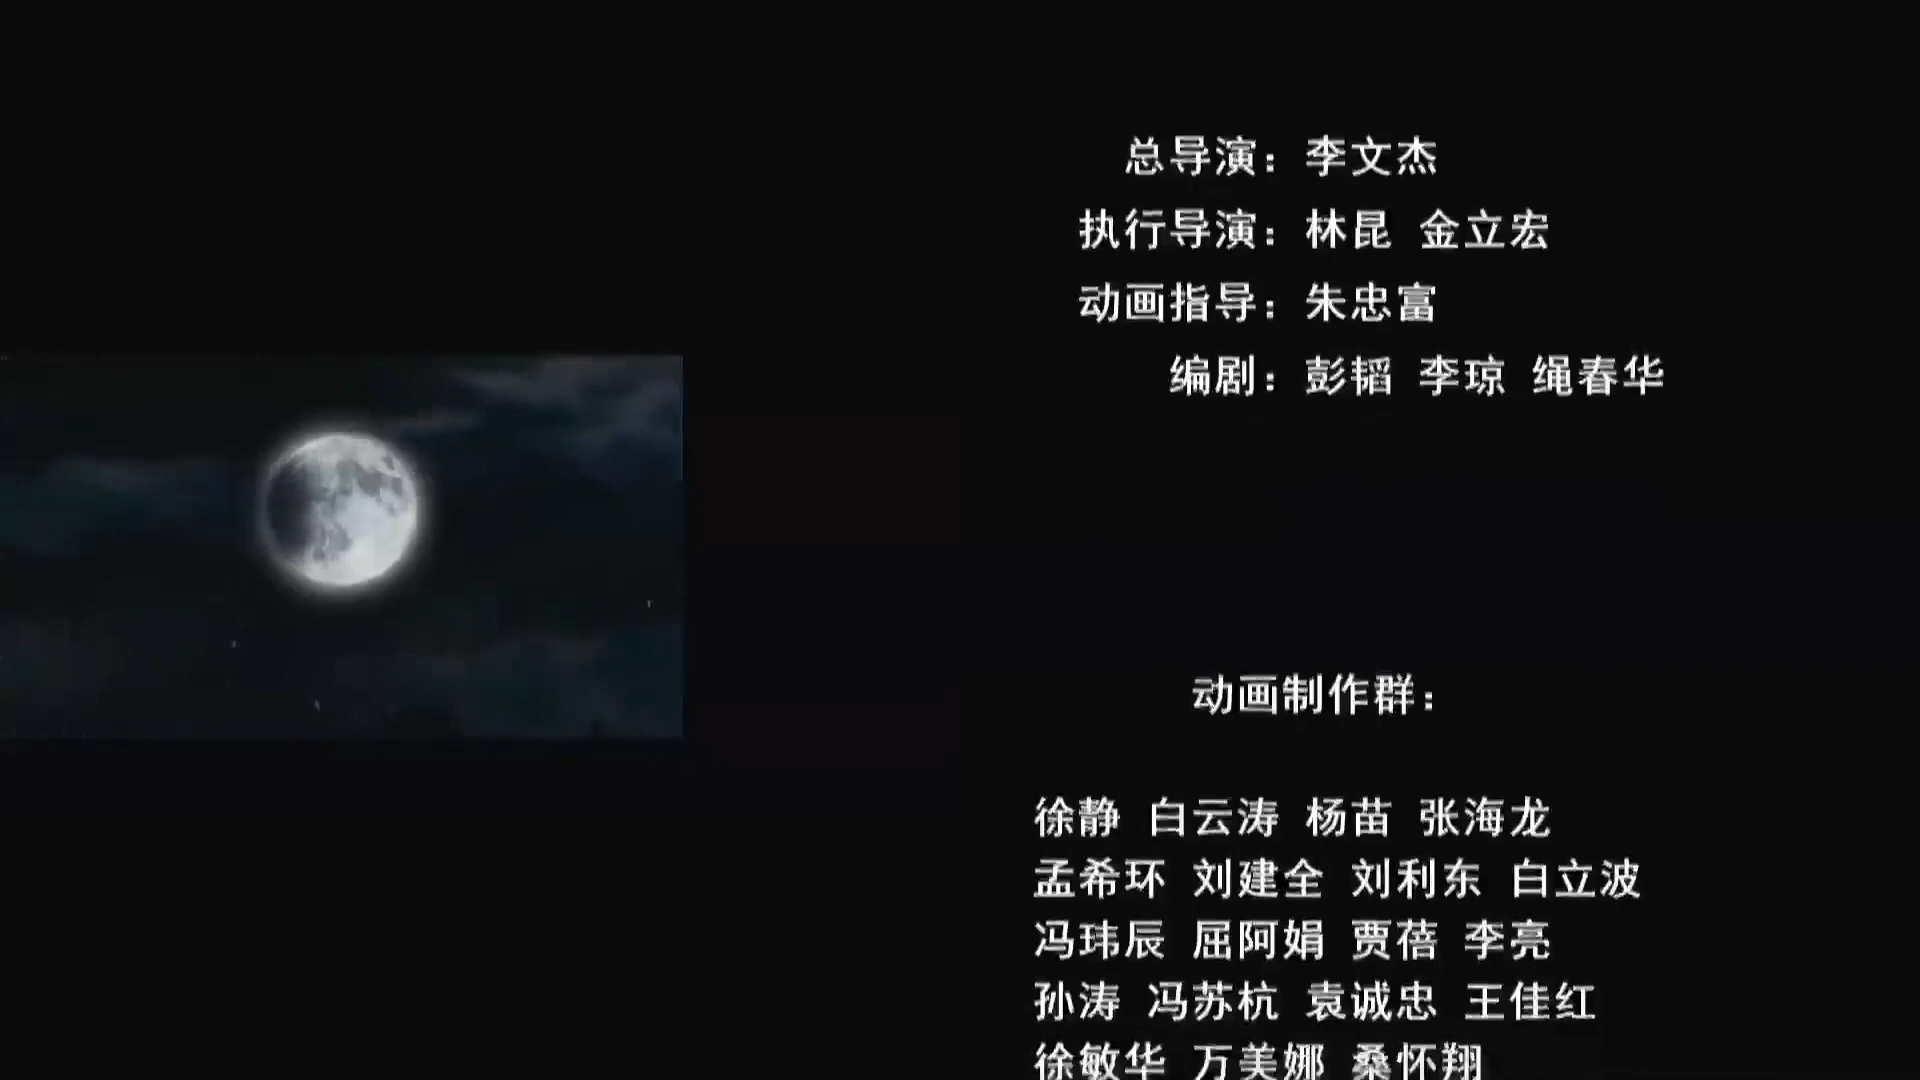 总导演：李文杰
执行导演：林昆 金立宏
动画指导：朱忠富
编剧：彭韬 李琼 绳春华
动画制作群：
徐静 白云涛 杨苗 张海龙
孟希环 刘建全 刘利东 白立波
冯玮辰 屈阿娟 贾蓓 李亮
孙涛 冯苏杭 袁诚忠 王佳红
徐敏华 万美娜 桑怀翔